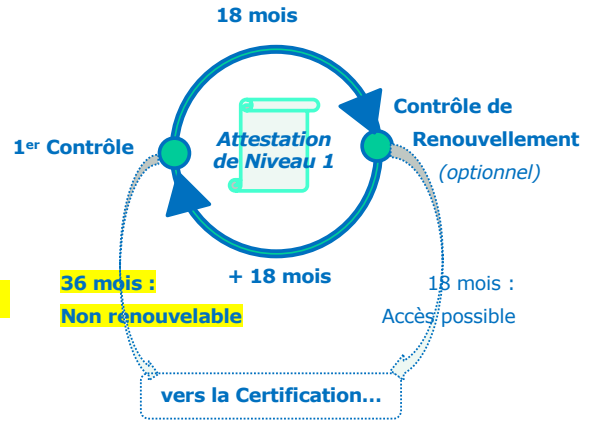 18 mois
Contrôle de
Renouvellement
(optionnel)
1er Contrôle
Attestation
de Niveau 1
+ 18 mois
36 mois :
Non renouvelable
18 mois :
Accès possible
vers la Certification...